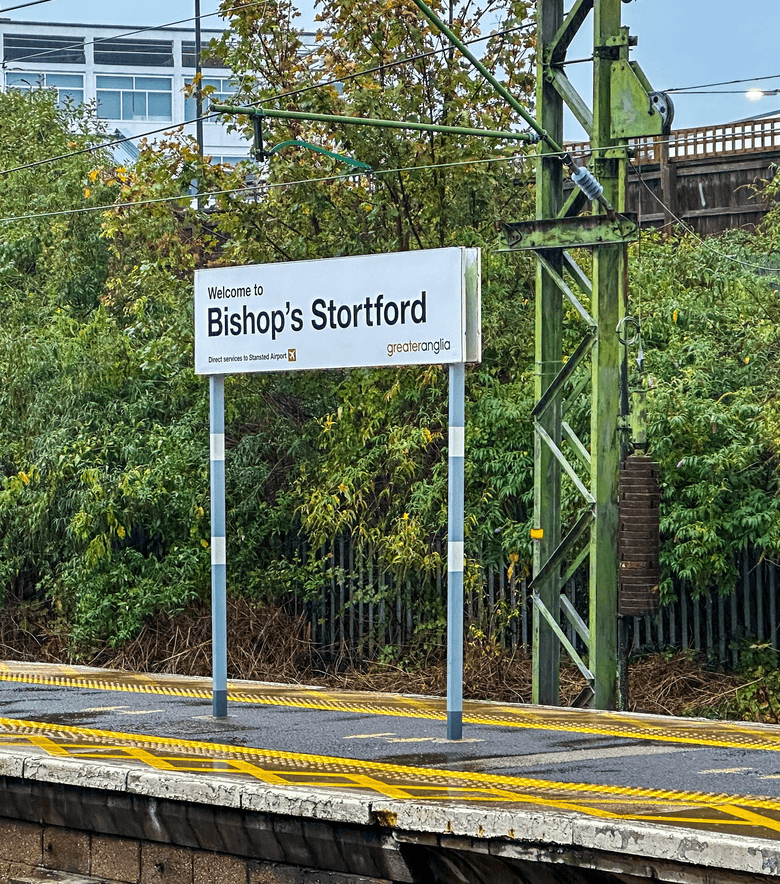 Welcome to
Bishop's Stortford
Direct services to Stansted Airport
greateranglia